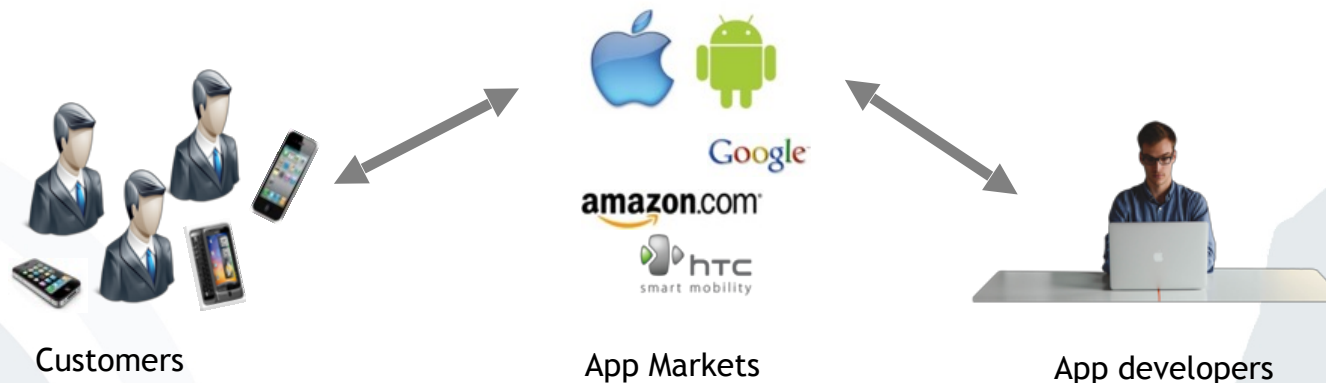 Google
amazon.com
htc
smart mobility
Customers
App Markets
App developers